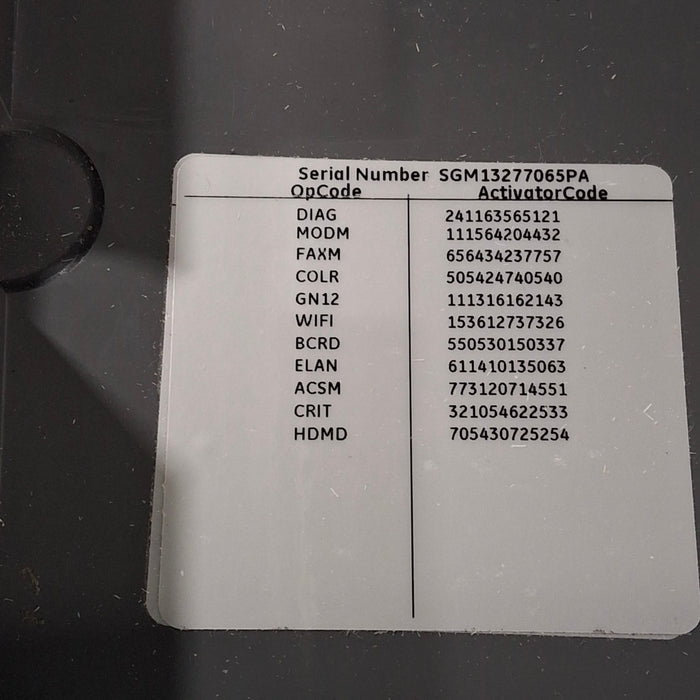 Serial Number SGM13277065PA
OpCode ActivatorCode
DIAG 241163565121
MODM 111564204432
FAXM 656434237757
COLR 505424740540
GN12 111316162143
WIFI 153612737326
BCRD 550530150337
ELAN 611410135063
ACSM 773120714551
CRIT 321054622533
HDMD 705430725254